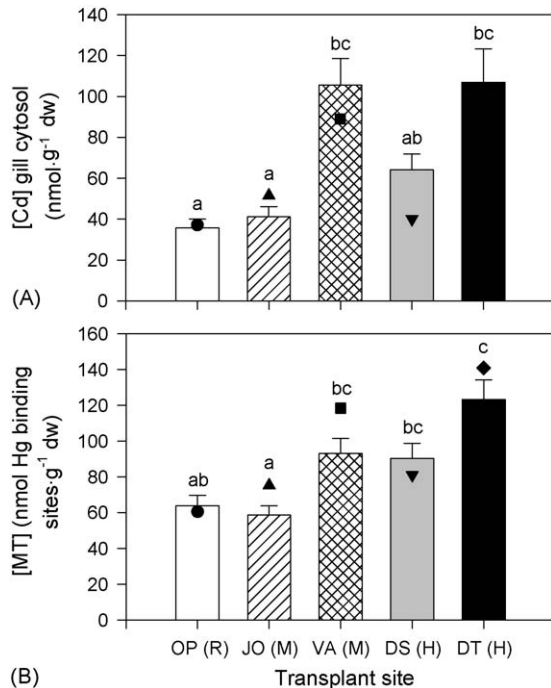 [Cd] gill cytosol
(nmol·g⁻¹ dw)
140
120
100
80
60
40
20
0
a
a
bc
ab
bc
(A)
[MT] (nmol Hg binding
sites·g⁻¹ dw)
160
140
120
100
80
60
40
20
0
ab
a
bc
bc
c
OP (R) JO (M) VA (M) DS (H) DT (H)
(B)
Transplant site